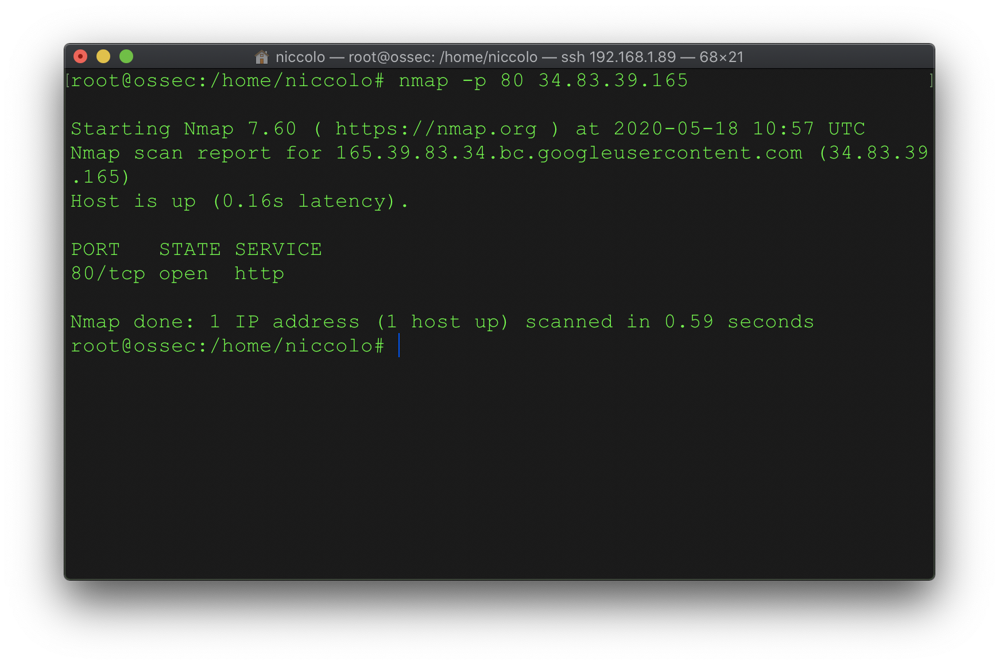 niccolo — root@ossec: /home/niccolo — ssh 192.168.1.89 — 68×21
[root@ossec:/home/niccolo# nmap -p 80 34.83.39.165 ]
Starting Nmap 7.60 ( https://nmap.org ) at 2020-05-18 10:57 UTC
Nmap scan report for 165.39.83.34.bc.googleusercontent.com (34.83.39
.165)
Host is up (0.16s latency).
PORT   STATE SERVICE
80/tcp open  http
Nmap done: 1 IP address (1 host up) scanned in 0.59 seconds
root@ossec:/home/niccolo#